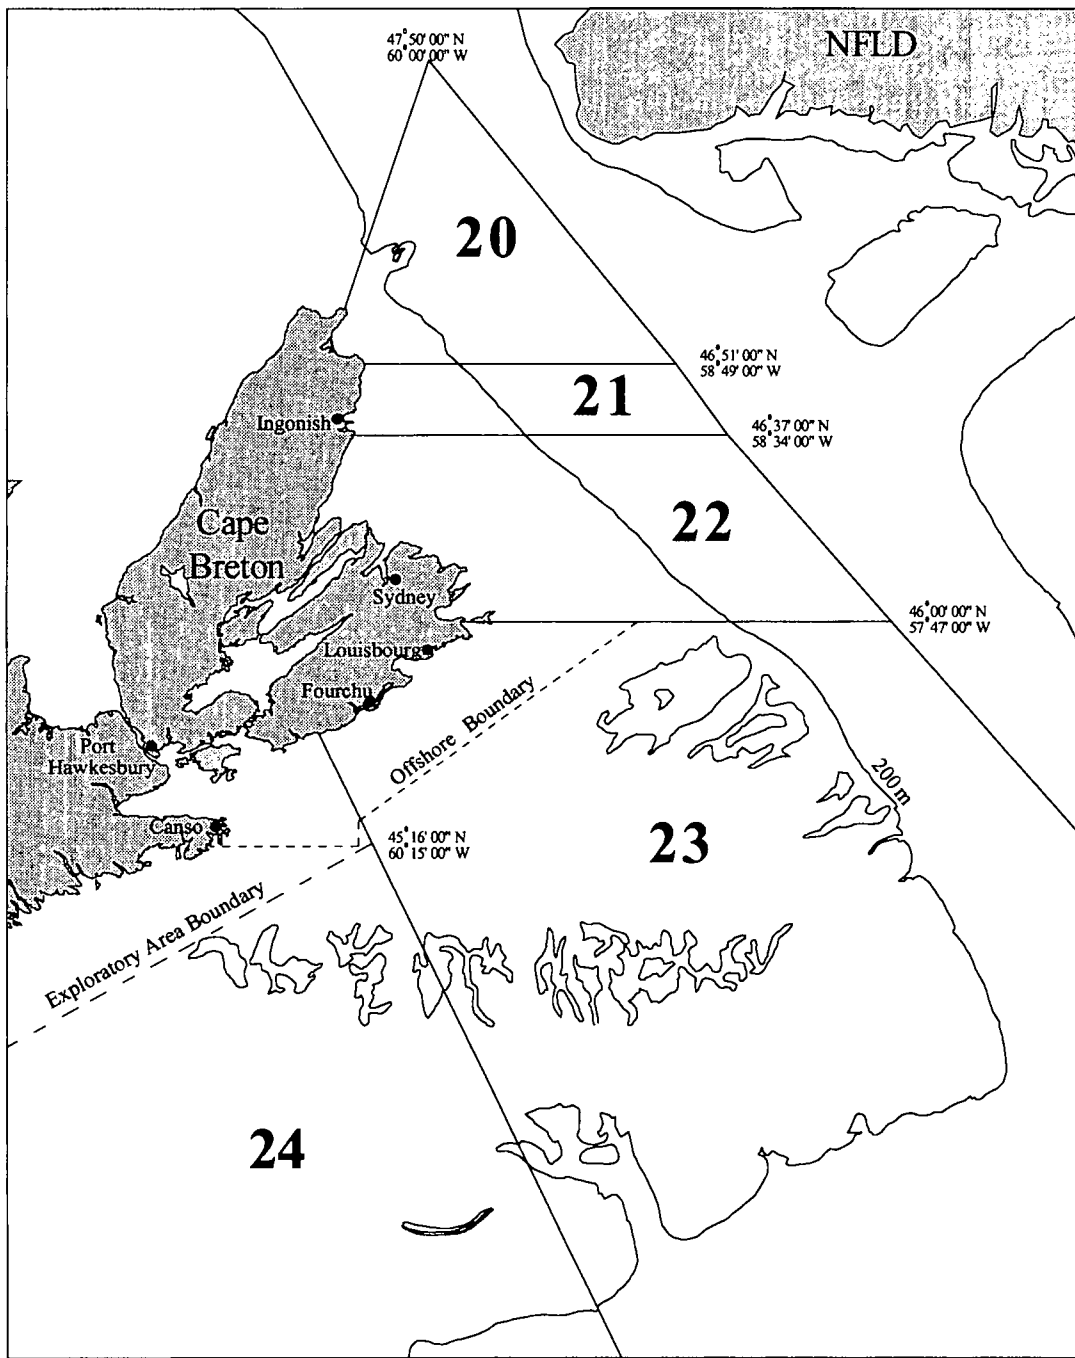 47° 50' 00" N
60° 00' 00" W
NFLD
20
46° 51' 00" N
58° 49' 00" W
21
Ingonish
46° 37' 00" N
58° 34' 00" W
22
Cape
Breton
Sydney
46° 00' 00" N
57° 47' 00" W
Louisbourg
Fourchu
Offshore Boundary
Port
Hawkesbury
200 m
Canso
45° 16' 00" N
60° 15' 00" W
23
Exploratory Area Boundary
24